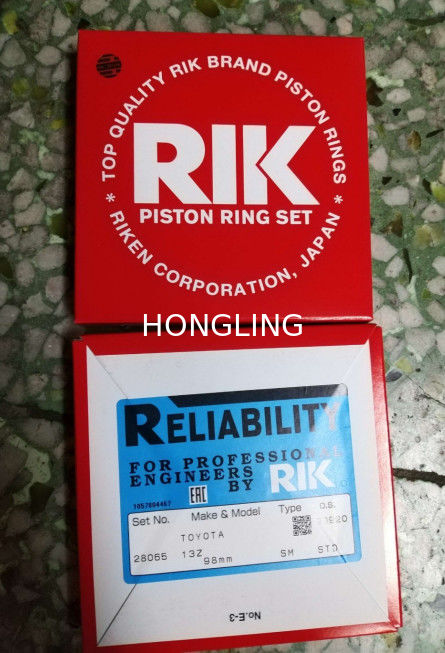 * TOP QUALITY RIK BRAND PISTON RINGS *
RIK
PISTON RING SET
RIKEN CORPORATION, JAPAN
HONGLING
RELIABILITY
FOR PROFESSIONAL
ENGINEERS
BY RIK
EAC
Set No. Make & Model Type O.S.
TOYOTA
28065 13Z 98mm SM STD
No.E-3